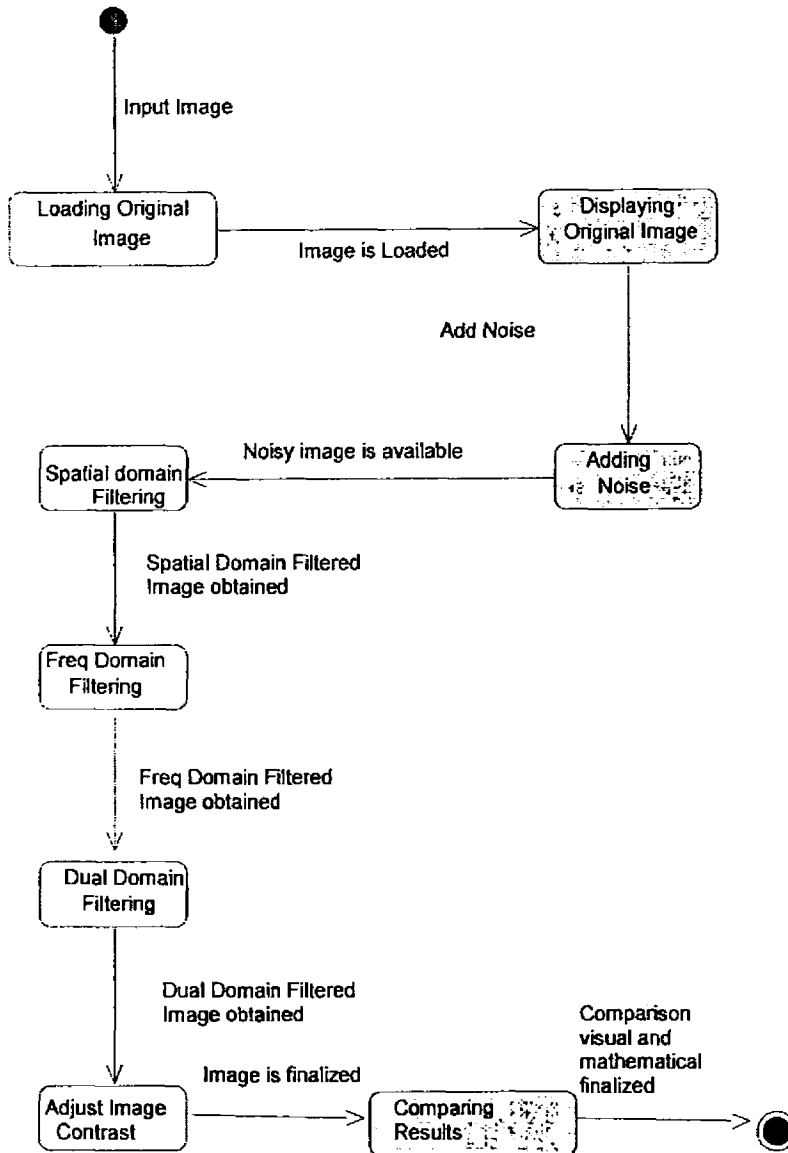 Input Image
Loading Original
Image
Image is Loaded
Displaying
Original Image
Add Noise
Adding
Noise
Noisy image is available
Spatial domain
Filtering
Spatial Domain Filtered
Image obtained
Freq Domain
Filtering
Freq Domain Filtered
Image obtained
Dual Domain
Filtering
Dual Domain Filtered
Image obtained
Adjust Image
Contrast
Image is finalized
Comparing
Results
Comparison
visual and
mathematical
finalized